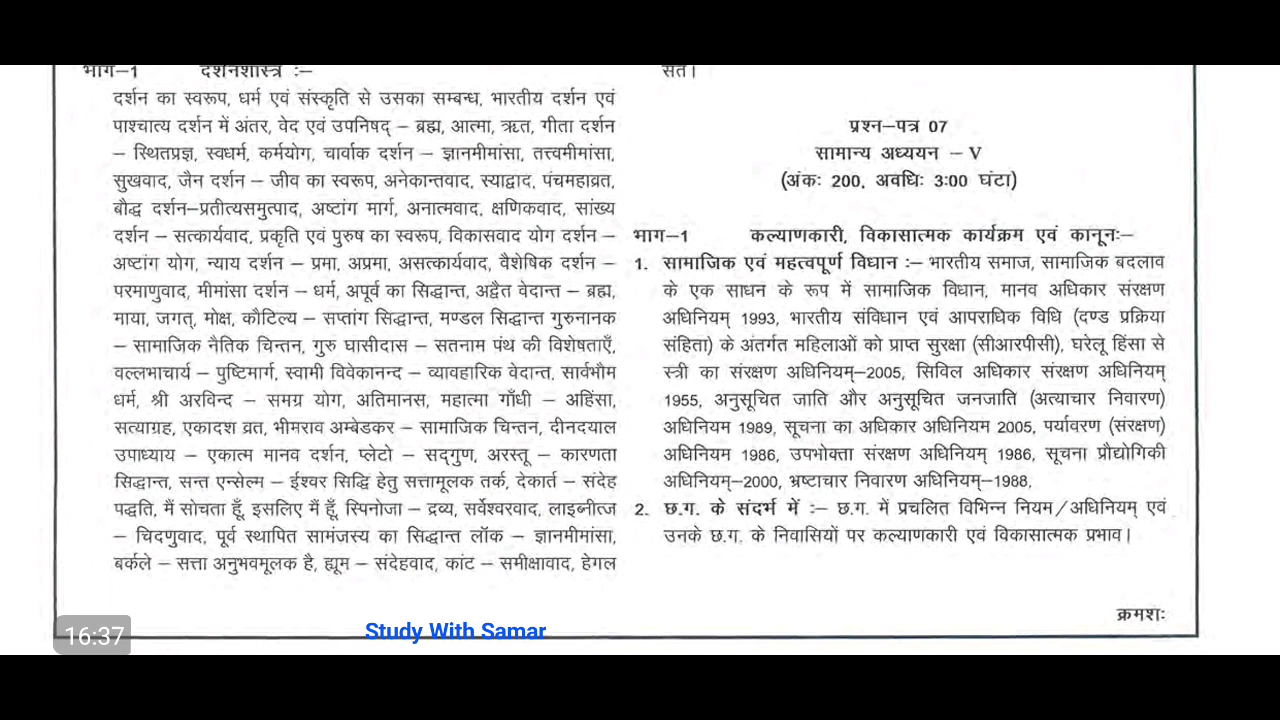 भाग–1 दर्शनशास्त्र :–
दर्शन का स्वरूप, धर्म एवं संस्कृति से उसका सम्बन्ध, भारतीय दर्शन एवं
पाश्चात्य दर्शन में अंतर, वेद एवं उपनिषद् – ब्रह्म, आत्मा, ऋत, गीता दर्शन
– स्थितप्रज्ञ, स्वधर्म, कर्मयोग, चार्वाक दर्शन – ज्ञानमीमांसा, तत्त्वमीमांसा,
सुखवाद, जैन दर्शन – जीव का स्वरूप, अनेकान्तवाद, स्याद्वाद, पंचमहाव्रत,
बौद्ध दर्शन–प्रतीत्यसमुत्पाद, अष्टांग मार्ग, अनात्मवाद, क्षणिकवाद, सांख्य
दर्शन – सत्कार्यवाद, प्रकृति एवं पुरुष का स्वरूप, विकासवाद योग दर्शन –
अष्टांग योग, न्याय दर्शन – प्रमा, अप्रमा, असत्कार्यवाद, वैशेषिक दर्शन –
परमाणुवाद, मीमांसा दर्शन – धर्म, अपूर्व का सिद्धान्त, अद्वैत वेदान्त – ब्रह्म,
माया, जगत्, मोक्ष, कौटिल्य – सप्तांग सिद्धान्त, मण्डल सिद्धान्त गुरुनानक
– सामाजिक नैतिक चिन्तन, गुरु घासीदास – सतनाम पंथ की विशेषताएँ,
वल्लभाचार्य – पुष्टिमार्ग, स्वामी विवेकानन्द – व्यावहारिक वेदान्त, सार्वभौम
धर्म, श्री अरविन्द – समग्र योग, अतिमानस, महात्मा गाँधी – अहिंसा,
सत्याग्रह, एकादश व्रत, भीमराव अम्बेडकर – सामाजिक चिन्तन, दीनदयाल
उपाध्याय – एकात्म मानव दर्शन, प्लेटो – सद्गुण, अरस्तू – कारणता
सिद्धान्त, सन्त एन्सेल्म – ईश्वर सिद्धि हेतु सत्तामूलक तर्क, देकार्त – संदेह
पद्धति, मैं सोचता हूँ, इसलिए मैं हूँ, स्पिनोजा – द्रव्य, सर्वेश्वरवाद, लाइब्नीत्ज
– चिदणुवाद, पूर्व स्थापित सामंजस्य का सिद्धान्त लॉक – ज्ञानमीमांसा,
बर्कले – सत्ता अनुभवमूलक है, ह्यूम – संदेहवाद, कांट – समीक्षावाद, हेगल
सत।
प्रश्न–पत्र 07
सामान्य अध्ययन – V
(अंकः 200, अवधिः 3:00 घंटा)
भाग–1 कल्याणकारी, विकासात्मक कार्यक्रम एवं कानूनः–
1. सामाजिक एवं महत्वपूर्ण विधान :– भारतीय समाज, सामाजिक बदलाव
के एक साधन के रूप में सामाजिक विधान, मानव अधिकार संरक्षण
अधिनियम् 1993, भारतीय संविधान एवं आपराधिक विधि (दण्ड प्रक्रिया
संहिता) के अंतर्गत महिलाओं को प्राप्त सुरक्षा (सीआरपीसी), घरेलू हिंसा से
स्त्री का संरक्षण अधिनियम्–2005, सिविल अधिकार संरक्षण अधिनियम्
1955, अनुसूचित जाति और अनुसूचित जनजाति (अत्याचार निवारण)
अधिनियम 1989, सूचना का अधिकार अधिनियम 2005, पर्यावरण (संरक्षण)
अधिनियम 1986, उपभोक्ता संरक्षण अधिनियम् 1986, सूचना प्रौद्योगिकी
अधिनियम्–2000, भ्रष्टाचार निवारण अधिनियम्–1988,
2. छ.ग. के संदर्भ में :– छ.ग. में प्रचलित विभिन्न नियम/अधिनियम् एवं
उनके छ.ग. के निवासियों पर कल्याणकारी एवं विकासात्मक प्रभाव।
क्रमशः
16:37
Study With Samar